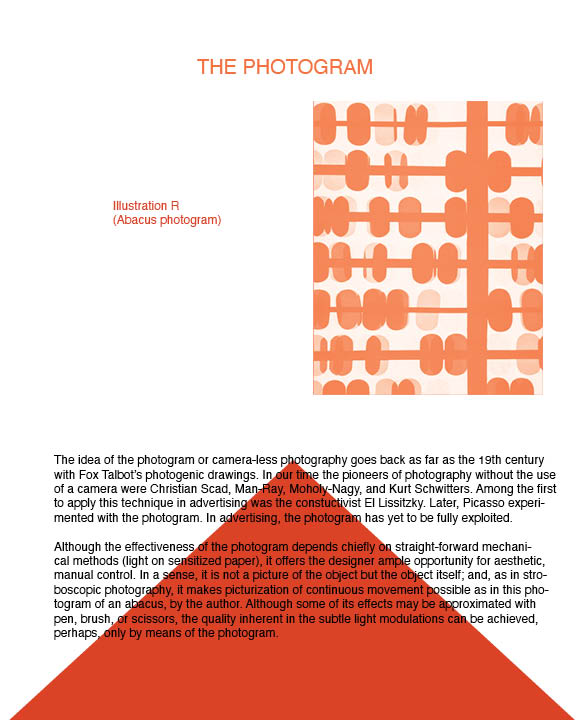 THE PHOTOGRAM
Illustration R
(Abacus photogram)
The idea of the photogram or camera-less photography goes back as far as the 19th century
with Fox Talbot's photogenic drawings. In our time the pioneers of photography without the use
of a camera were Christian Scad, Man-Ray, Moholy-Nagy, and Kurt Schwitters. Among the first
to apply this technique in advertising was the constuctivist El Lissitzky. Later, Picasso experi-
mented with the photogram. In advertising, the photogram has yet to be fully exploited.
Although the effectiveness of the photogram depends chiefly on straight-forward mechani-
cal methods (light on sensitized paper), it offers the designer ample opportunity for aesthetic,
manual control. In a sense, it is not a picture of the object but the object itself; and, as in stro-
boscopic photography, it makes picturization of continuous movement possible as in this pho-
togram of an abacus, by the author. Although some of its effects may be approximated with
pen, brush, or scissors, the quality inherent in the subtle light modulations can be achieved,
perhaps, only by means of the photogram.